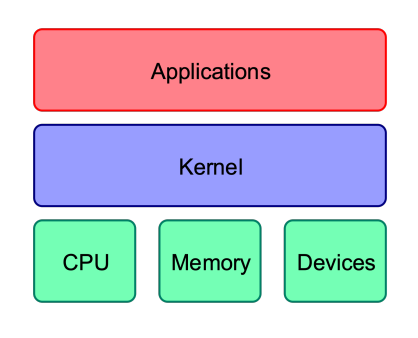 Applications
Kernel
CPU
Memory
Devices